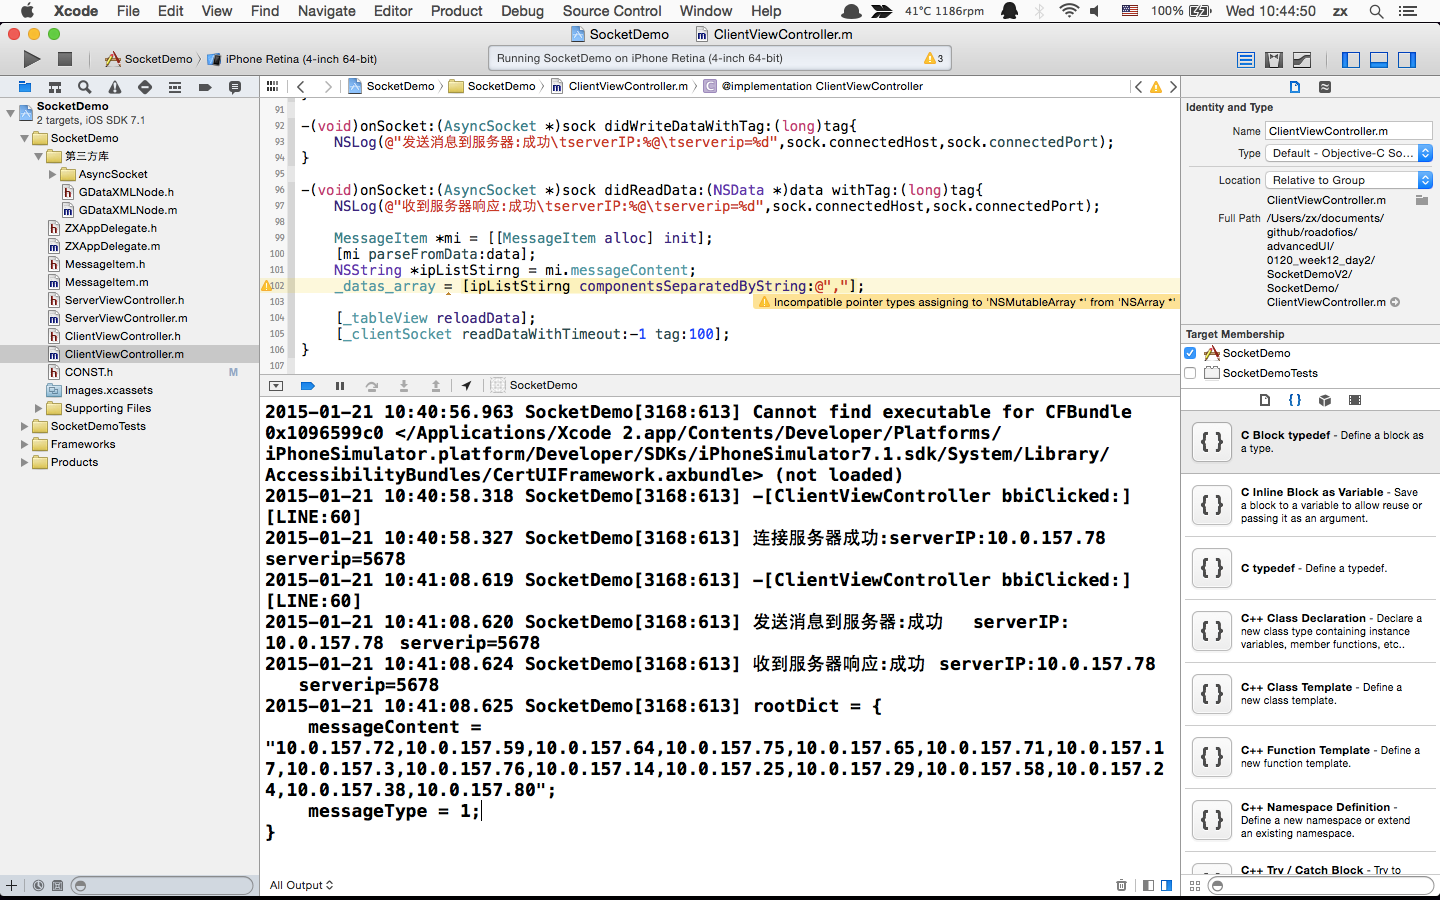 Xcode File Edit View Find Navigate Editor Product Debug Source Control Window Help 41°C 1186rpm 100% Wed 10:44:50 zx
SocketDemo ClientViewController.m
SocketDemo 〉 iPhone Retina (4-inch 64-bit)
Running SocketDemo on iPhone Retina (4-inch 64-bit) 3
SocketDemo
2 targets, iOS SDK 7.1
SocketDemo
第三方库
AsyncSocket
GDataXMLNode.h
GDataXMLNode.m
ZXAppDelegate.h
ZXAppDelegate.m
MessageItem.h
MessageItem.m
ServerViewController.h
ServerViewController.m
ClientViewController.h
ClientViewController.m
CONST.h M
Images.xcassets
Supporting Files
SocketDemoTests
Frameworks
Products
SocketDemo 〉 SocketDemo 〉 ClientViewController.m 〉 C @implementation ClientViewController
91
92 -(void)onSocket:(AsyncSocket *)sock didWriteDataWithTag:(long)tag{
93 NSLog(@"发送消息到服务器:成功\tserverIP:%@\tserverip=%d",sock.connectedHost,sock.connectedPort);
94 }
95
96 -(void)onSocket:(AsyncSocket *)sock didReadData:(NSData *)data withTag:(long)tag{
97 NSLog(@"收到服务器响应:成功\tserverIP:%@\tserverip=%d",sock.connectedHost,sock.connectedPort);
98
99 MessageItem *mi = [[MessageItem alloc] init];
100 [mi parseFromData:data];
101 NSString *ipListStirng = mi.messageContent;
102 _datas_array = [ipListStirng componentsSeparatedByString:@","];
103 Incompatible pointer types assigning to 'NSMutableArray *' from 'NSArray *'
104 [_tableView reloadData];
105 [_clientSocket readDataWithTimeout:-1 tag:100];
106 }
107
SocketDemo
2015-01-21 10:40:56.963 SocketDemo[3168:613] Cannot find executable for CFBundle
0x1096599c0 </Applications/Xcode 2.app/Contents/Developer/Platforms/
iPhoneSimulator.platform/Developer/SDKs/iPhoneSimulator7.1.sdk/System/Library/
AccessibilityBundles/CertUIFramework.axbundle> (not loaded)
2015-01-21 10:40:58.318 SocketDemo[3168:613] -[ClientViewController bbiClicked:]
[LINE:60]
2015-01-21 10:40:58.327 SocketDemo[3168:613] 连接服务器成功:serverIP:10.0.157.78
serverip=5678
2015-01-21 10:41:08.619 SocketDemo[3168:613] -[ClientViewController bbiClicked:]
[LINE:60]
2015-01-21 10:41:08.620 SocketDemo[3168:613] 发送消息到服务器:成功 serverIP:
10.0.157.78 serverip=5678
2015-01-21 10:41:08.624 SocketDemo[3168:613] 收到服务器响应:成功 serverIP:10.0.157.78
serverip=5678
2015-01-21 10:41:08.625 SocketDemo[3168:613] rootDict = {
messageContent =
"10.0.157.72,10.0.157.59,10.0.157.64,10.0.157.75,10.0.157.65,10.0.157.71,10.0.157.1
7,10.0.157.3,10.0.157.76,10.0.157.14,10.0.157.25,10.0.157.29,10.0.157.58,10.0.157.2
4,10.0.157.38,10.0.157.80";
messageType = 1;
}
All Output
Identity and Type
Name ClientViewController.m
Type Default - Objective-C So...
Location Relative to Group
ClientViewController.m
Full Path /Users/zx/documents/
github/roadofios/
advancedUI/
0120_week12_day2/
SocketDemoV2/
SocketDemo/
ClientViewController.m
Target Membership
SocketDemo
SocketDemoTests
{ } C Block typedef - Define a block as
a type.
{ } C Inline Block as Variable - Save
a block to a variable to allow reuse or
passing it as an argument.
{ } C typedef - Define a typedef.
{ } C++ Class Declaration - Declare a
new class type containing instance
variables, member functions, etc..
{ } C++ Class Template - Define a
new class template.
{ } C++ Function Template - Define a
new function template.
{ } C++ Namespace Definition -
Define a new namespace or extend
an existing namespace.
C++ Try / Catch Block - Try to